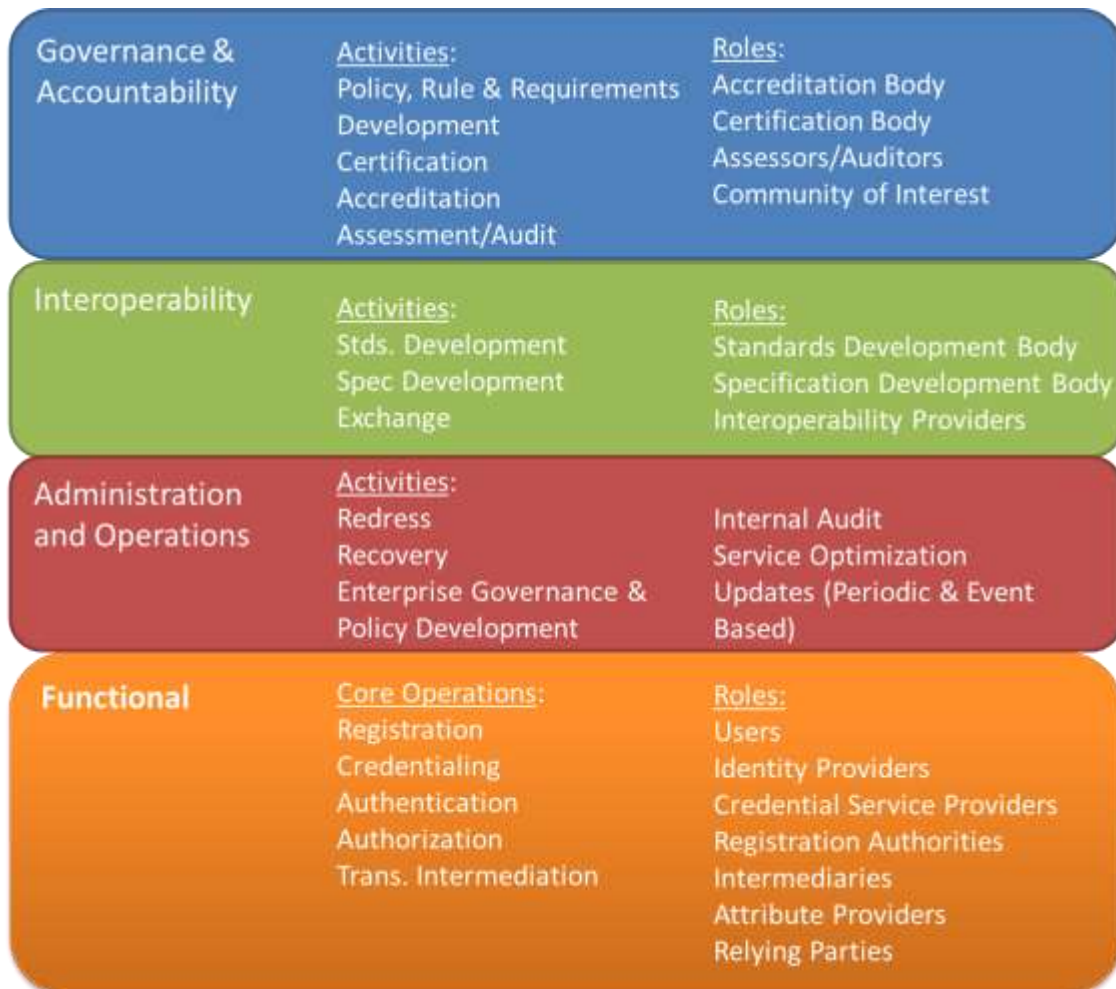 Governance &
Accountability
Activities:
Policy, Rule & Requirements
Development
Certification
Accreditation
Assessment/Audit
Roles:
Accreditation Body
Certification Body
Assessors/Auditors
Community of Interest
Interoperability
Activities:
Stds. Development
Spec Development
Exchange
Roles:
Standards Development Body
Specification Development Body
Interoperability Providers
Administration
and Operations
Activities:
Redress
Recovery
Enterprise Governance &
Policy Development
Internal Audit
Service Optimization
Updates (Periodic & Event
Based)
Functional
Core Operations:
Registration
Credentialing
Authentication
Authorization
Trans. Intermediation
Roles:
Users
Identity Providers
Credential Service Providers
Registration Authorities
Intermediaries
Attribute Providers
Relying Parties